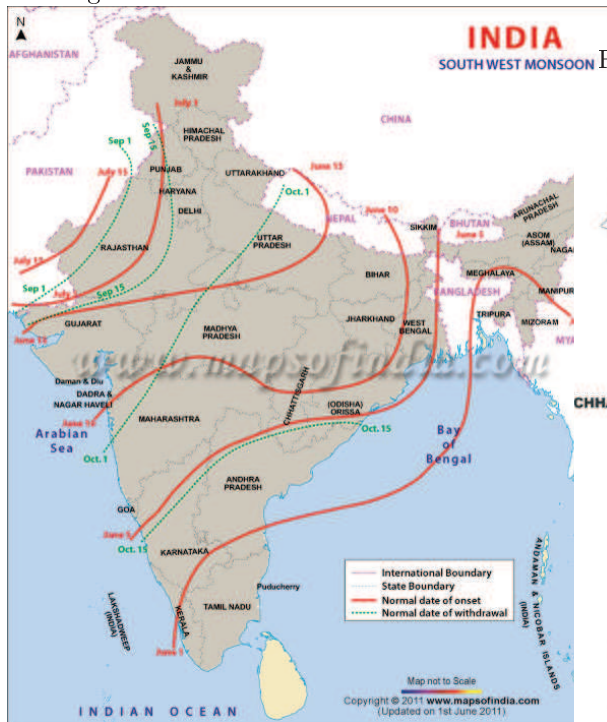 N
INDIA
SOUTH WEST MONSOON
AFGHANISTAN
JAMMU
& KASHMIR
July 1
CHINA
Sep 1
Sep 15
HIMACHAL
PRADESH
PAKISTAN
July 15
PUNJAB
UTTARAKHAND
June 15
HARYANA
Oct. 1
DELHI
NEPAL
June 10
SIKKIM
BHUTAN
ARUNACHAL
PRADESH
June 5
ASOM
(ASSAM)
NAGAL
RAJASTHAN
UTTAR
PRADESH
July 15
BIHAR
MEGHALAYA
BANGLADESH
MANIPUR
Sep 1
Sep 15
July
GUJARAT
JHARKHAND
WEST
BENGAL
TRIPURA
MIZORAM
MYA
June 15
MADHYA
PRADESH
www.mapsofindia.com
Daman & Diu
DADRA &
NAGAR HAVELI
CHHATTISGARH
(ODISHA)
ORISSA
CHHA
MAHARASHTRA
Oct.15
Arabian
Sea
Bay
of
Bengal
Oct. 1
ANDHRA
PRADESH
GOA
June 5
Oct. 15
KARNATAKA
Puducherry
TAMIL NADU
KERALA
LAKSHADWEEP
(INDIA)
ANDAMAN & NICOBAR ISLANDS
(INDIA)
International Boundary
State Boundary
Normal date of onset
Normal date of withdrawal
Map not to Scale
Copyright © 2011 www.mapsofindia.com
(Updated on 1st June 2011)
INDIAN OCEAN